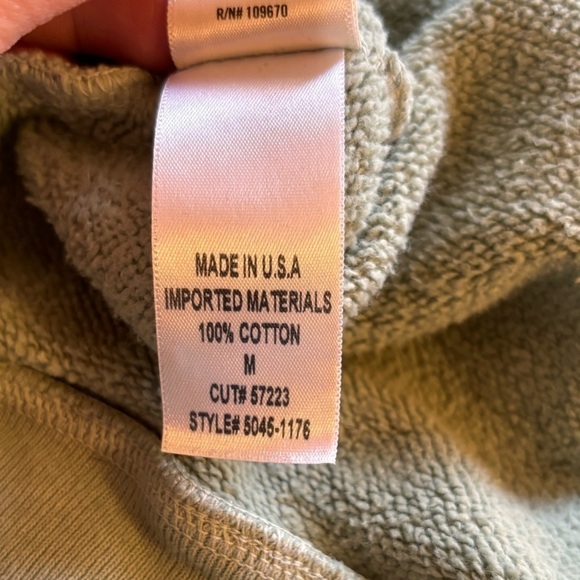 R/N# 109670
MADE IN U.S.A
IMPORTED MATERIALS
100% COTTON
M
CUT# 57223
STYLE# 5045-1176